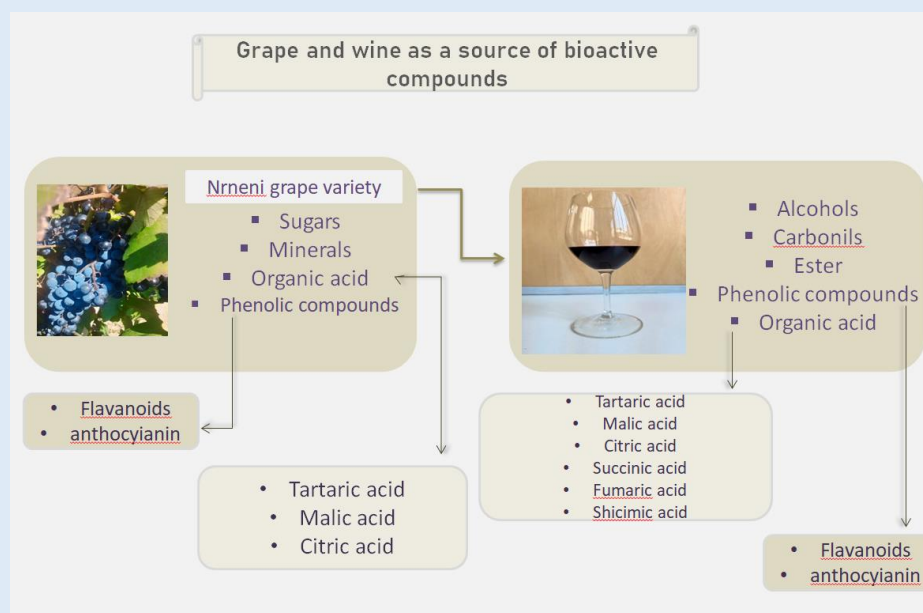 Grape and wine as a source of bioactive
compounds
Nrneni grape variety
▪ Sugars
▪ Minerals
▪ Organic acid
▪ Phenolic compounds
• Flavanoids
• anthocyianin
• Tartaric acid
• Malic acid
• Citric acid
▪ Alcohols
▪ Carbonils
▪ Ester
▪ Phenolic compounds
▪ Organic acid
• Tartaric acid
• Malic acid
• Citric acid
• Succinic acid
• Fumaric acid
• Shicimic acid
• Flavanoids
• anthocyianin